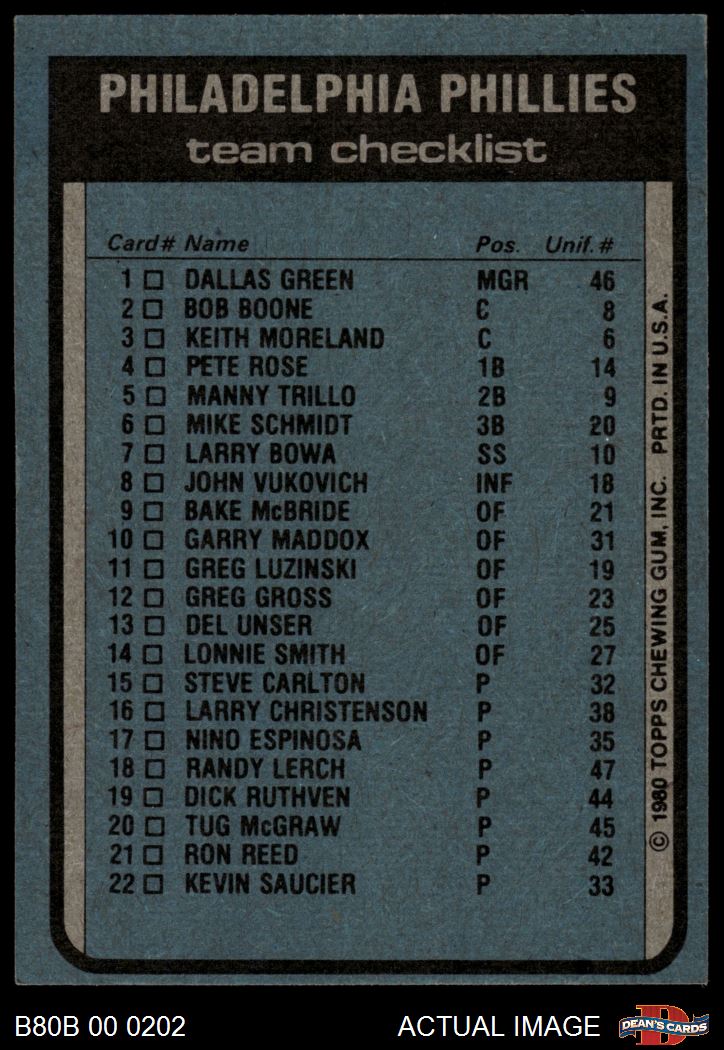 PHILADELPHIA PHILLIES
team checklist
Card# Name Pos. Unif. #
1 □ DALLAS GREEN MGR 46
2 □ BOB BOONE C 8
3 □ KEITH MORELAND C 6
4 □ PETE ROSE 1B 14
5 □ MANNY TRILLO 2B 9
6 □ MIKE SCHMIDT 3B 20
7 □ LARRY BOWA SS 10
8 □ JOHN VUKOVICH INF 18
9 □ BAKE McBRIDE OF 21
10 □ GARRY MADDOX OF 31
11 □ GREG LUZINSKI OF 19
12 □ GREG GROSS OF 23
13 □ DEL UNSER OF 25
14 □ LONNIE SMITH OF 27
15 □ STEVE CARLTON P 32
16 □ LARRY CHRISTENSON P 38
17 □ NINO ESPINOSA P 35
18 □ RANDY LERCH P 47
19 □ DICK RUTHVEN P 44
20 □ TUG McGRAW P 45
21 □ RON REED P 42
22 □ KEVIN SAUCIER P 33
© 1980 TOPPS CHEWING GUM, INC. PRTD. IN U.S.A.
B80B 00 0202 ACTUAL IMAGE
D
DEAN'S CARDS